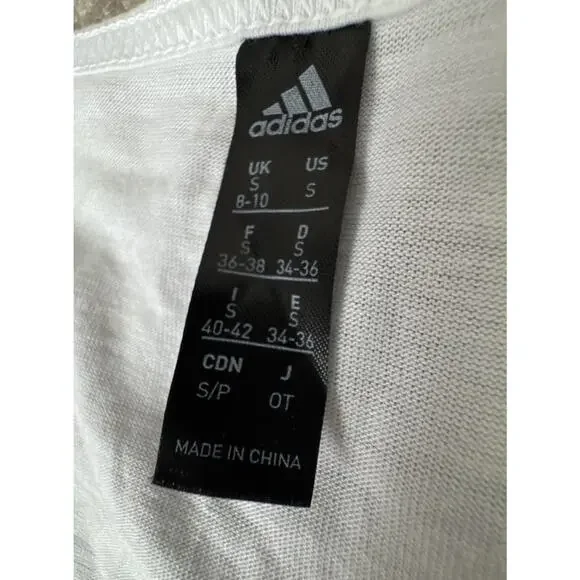 adidas
UK US
S S
8-10
F D
S S
36-38 34-36
I E
S S
40-42 34-36
CDN J
S/P OT
MADE IN CHINA